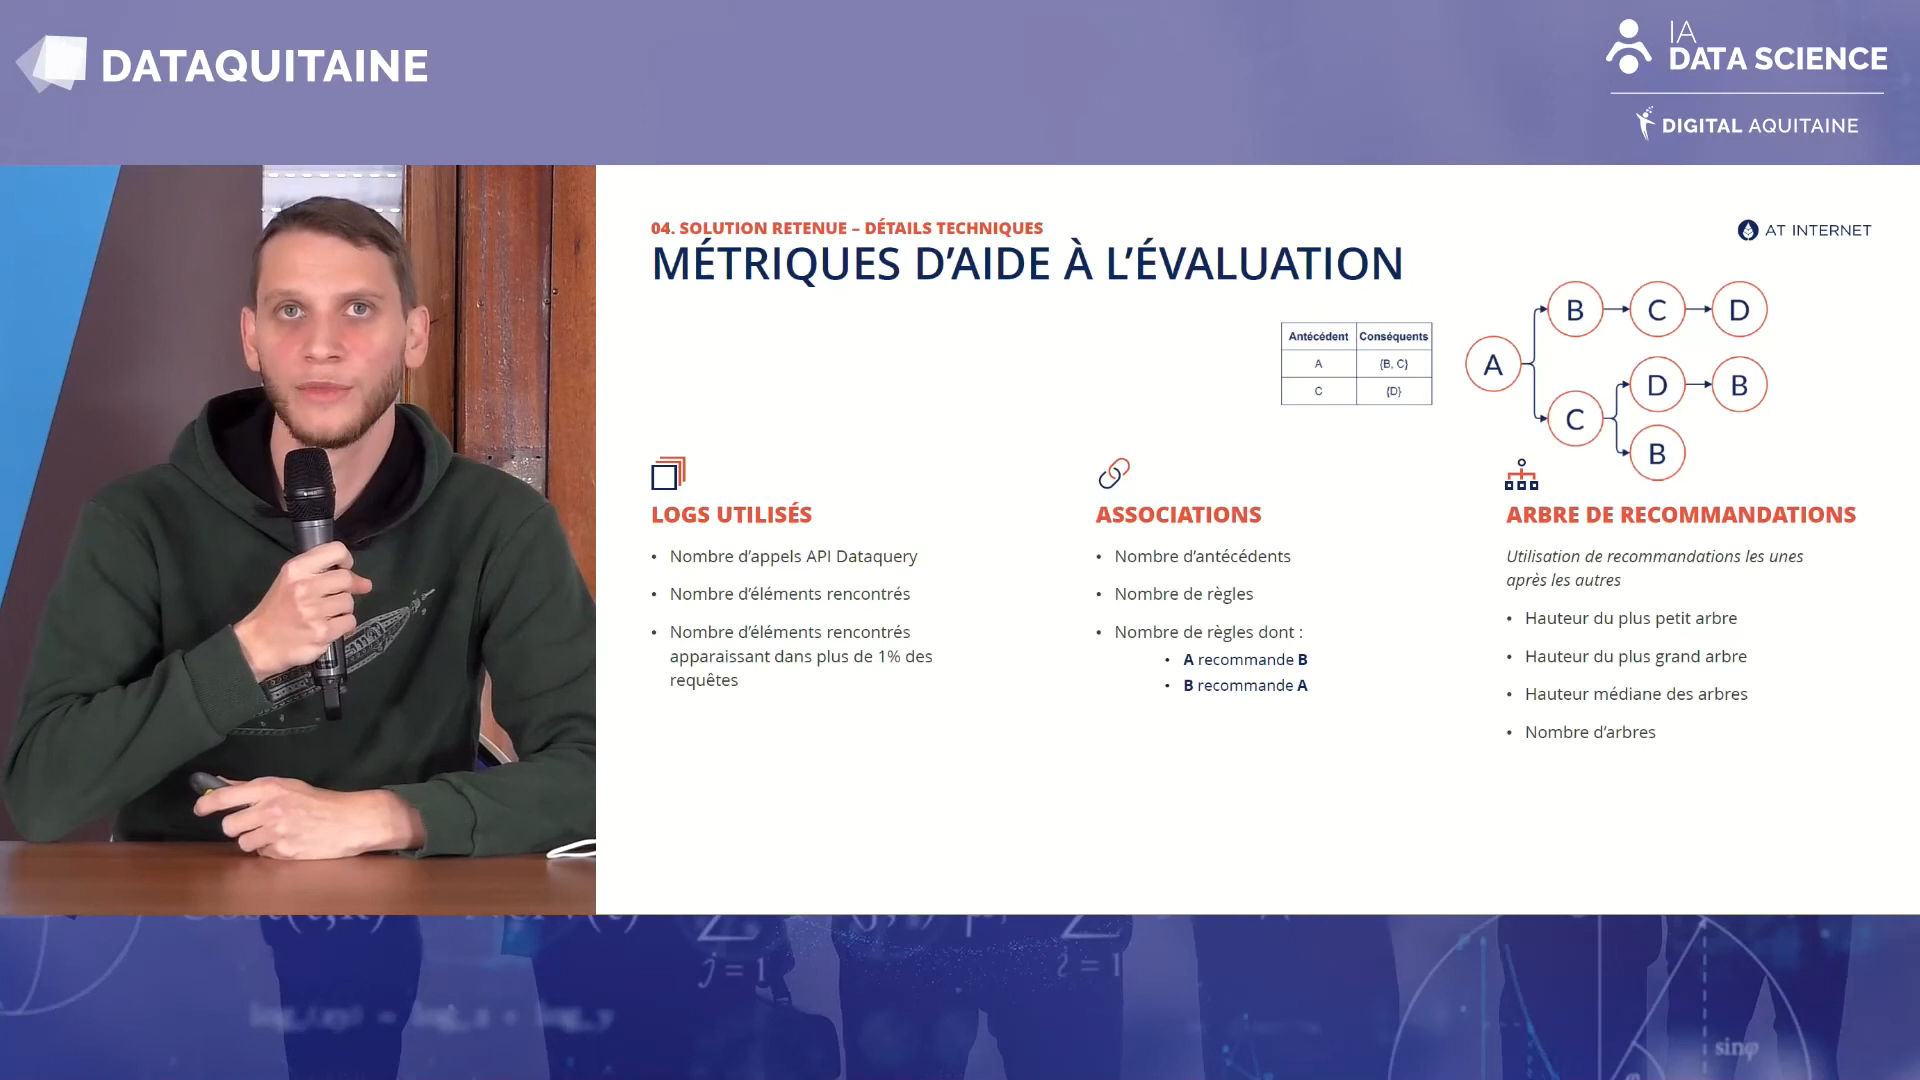 DATAQUITAINE
IA
DATA SCIENCE
DIGITAL AQUITAINE
04. SOLUTION RETENUE – DÉTAILS TECHNIQUES
MÉTRIQUES D'AIDE À L'ÉVALUATION
AT INTERNET
Antécédent Conséquents
A {B, C}
C {D}
B C D
A
D B
C
B
LOGS UTILISÉS
• Nombre d'appels API Dataquery
• Nombre d'éléments rencontrés
• Nombre d'éléments rencontrés
apparaissant dans plus de 1% des
requêtes
ASSOCIATIONS
• Nombre d'antécédents
• Nombre de règles
• Nombre de règles dont :
• A recommande B
• B recommande A
ARBRE DE RECOMMANDATIONS
Utilisation de recommandations les unes
après les autres
• Hauteur du plus petit arbre
• Hauteur du plus grand arbre
• Hauteur médiane des arbres
• Nombre d'arbres
j = 1
i = 1
sinφ